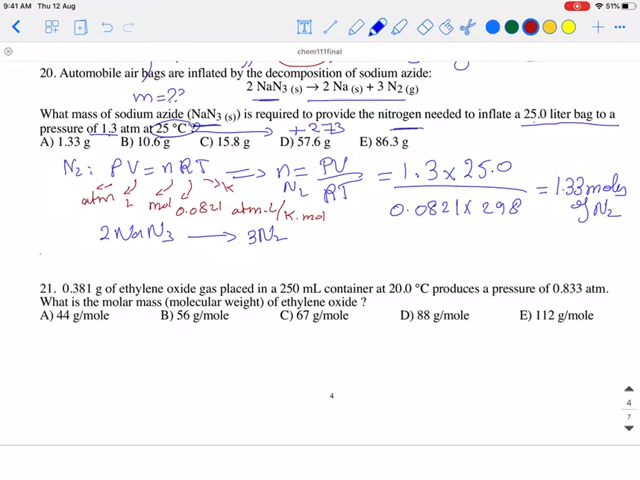 9:41 AM Thu 12 Aug
51%
chem111final
20. Automobile air bags are inflated by the decomposition of sodium azide:
m=??
2 NaN3 (s) → 2 Na (s) + 3 N2 (g)
What mass of sodium azide (NaN3 (s)) is required to provide the nitrogen needed to inflate a 25.0 liter bag to a
pressure of 1.3 atm at 25 °C?
+273
A) 1.33 g B) 10.6 g C) 15.8 g D) 57.6 g E) 86.3 g
N2: PV = nRT ⟹ n N2 = PV/RT = 1.3 x 25.0 / 0.0821 x 298 = 1.33 moles of N2
atm L mol 0.0821 atm.L/K.mol K
2NaN3 → 3N2
21. 0.381 g of ethylene oxide gas placed in a 250 mL container at 20.0 °C produces a pressure of 0.833 atm.
What is the molar mass (molecular weight) of ethylene oxide ?
A) 44 g/mole B) 56 g/mole C) 67 g/mole D) 88 g/mole E) 112 g/mole
4
4
7